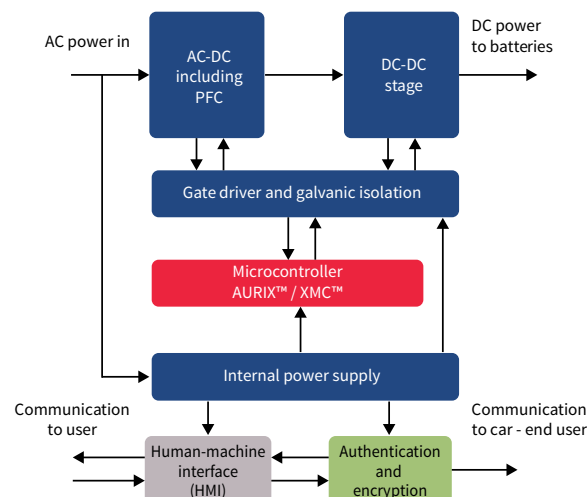 AC power in
AC-DC
including
PFC
DC-DC
stage
DC power
to batteries
Gate driver and galvanic isolation
Microcontroller
AURIX™ / XMC™
Internal power supply
Communication
to user
Human-machine
interface
(HMI)
Authentication
and
encryption
Communication
to car - end user